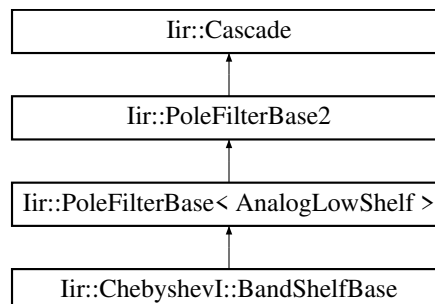 Iir::Cascade
Iir::PoleFilterBase2
Iir::PoleFilterBase< AnalogLowShelf >
Iir::ChebyshevI::BandShelfBase